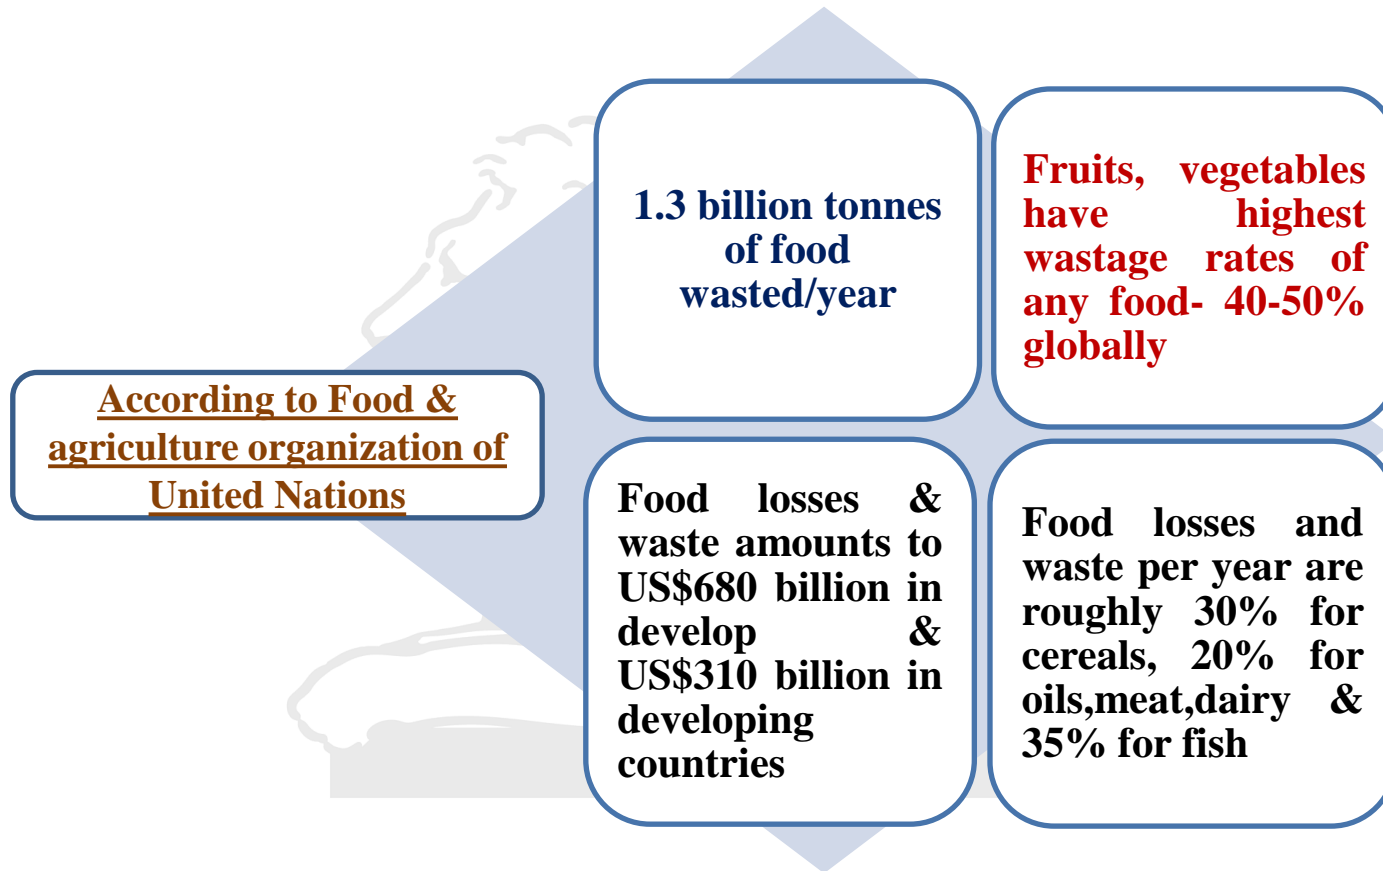 According to Food &
agriculture organization of
United Nations
1.3 billion tonnes
of food
wasted/year
Fruits, vegetables
have highest
wastage rates of
any food- 40-50%
globally
Food losses &
waste amounts to
US$680 billion in
develop &
US$310 billion in
developing
countries
Food losses and
waste per year are
roughly 30% for
cereals, 20% for
oils,meat,dairy &
35% for fish